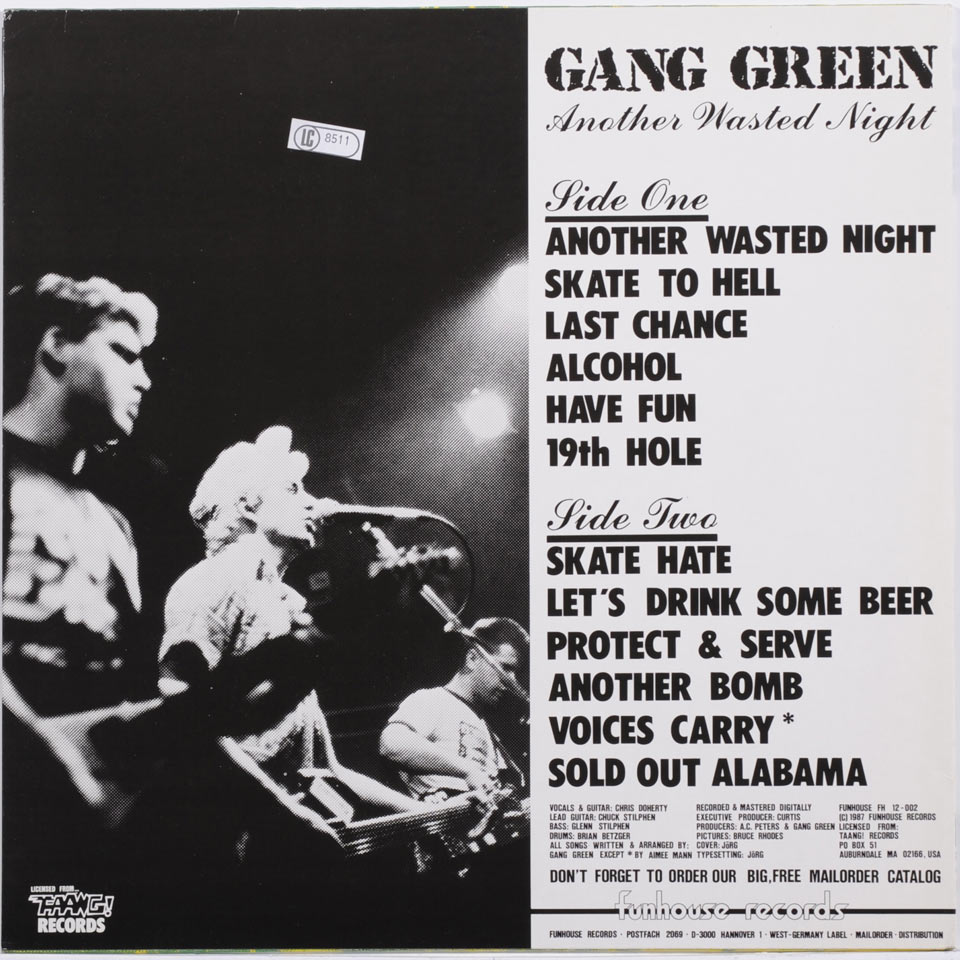 LC 8511
GANG GREEN
Another Wasted Night
Side One
ANOTHER WASTED NIGHT
SKATE TO HELL
LAST CHANCE
ALCOHOL
HAVE FUN
19th HOLE
Side Two
SKATE HATE
LET'S DRINK SOME BEER
PROTECT & SERVE
ANOTHER BOMB
VOICES CARRY *
SOLD OUT ALABAMA
VOCALS & GUITAR: CHRIS DOHERTY
LEAD GUITAR: CHUCK STILPHEN
BASS: GLENN STILPHEN
DRUMS: BRIAN BETZGER
ALL SONGS WRITTEN & ARRANGED BY:
GANG GREEN EXCEPT * BY AIMEE MANN
RECORDED & MASTERED DIGITALLY
EXECUTIVE PRODUCER: CURTIS
PRODUCERS: A.C. PETERS & GANG GREEN
PICTURES: BRUCE RHODES
COVER: JöRG
TYPESETTING: JöRG
FUNHOUSE FH 12-002
(C) 1987 FUNHOUSE RECORDS
LICENSED FROM:
TAANG! RECORDS
PO BOX 51
AUBURNDALE MA 02166, USA
DON'T FORGET TO ORDER OUR BIG, FREE MAILORDER CATALOG
funhouse records
FUNHOUSE RECORDS · POSTFACH 2069 · D-3000 HANNOVER 1 · WEST-GERMANY LABEL · MAILORDER · DISTRIBUTION
LICENSED FROM...
TAANG!
RECORDS